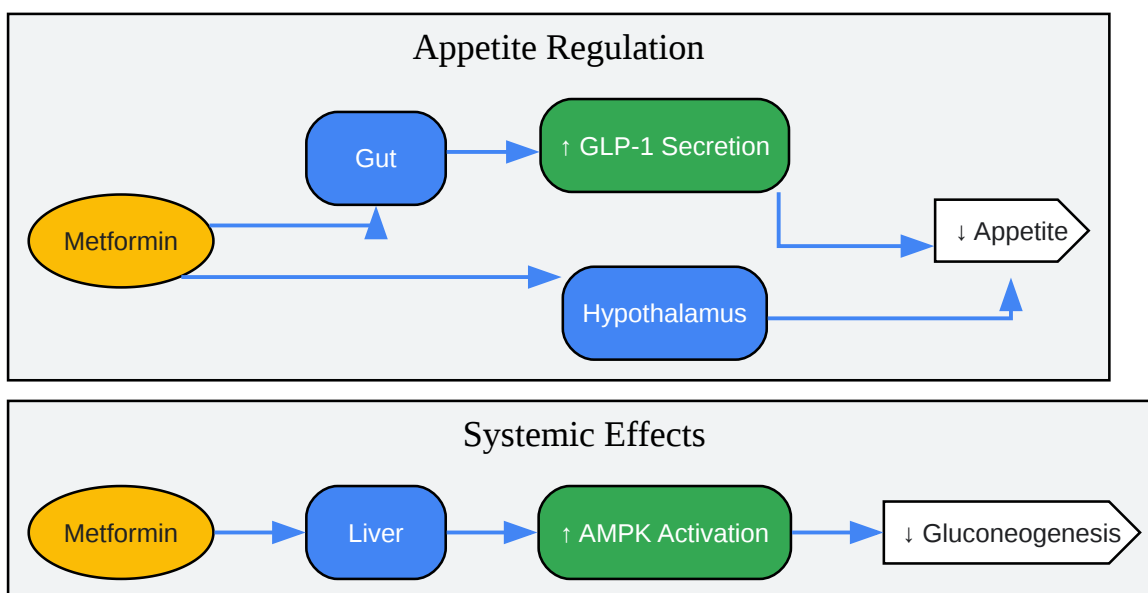 Appetite Regulation
Gut
↑ GLP-1 Secretion
Metformin
↓ Appetite
Hypothalamus
Systemic Effects
Metformin
Liver
↑ AMPK Activation
↓ Gluconeogenesis